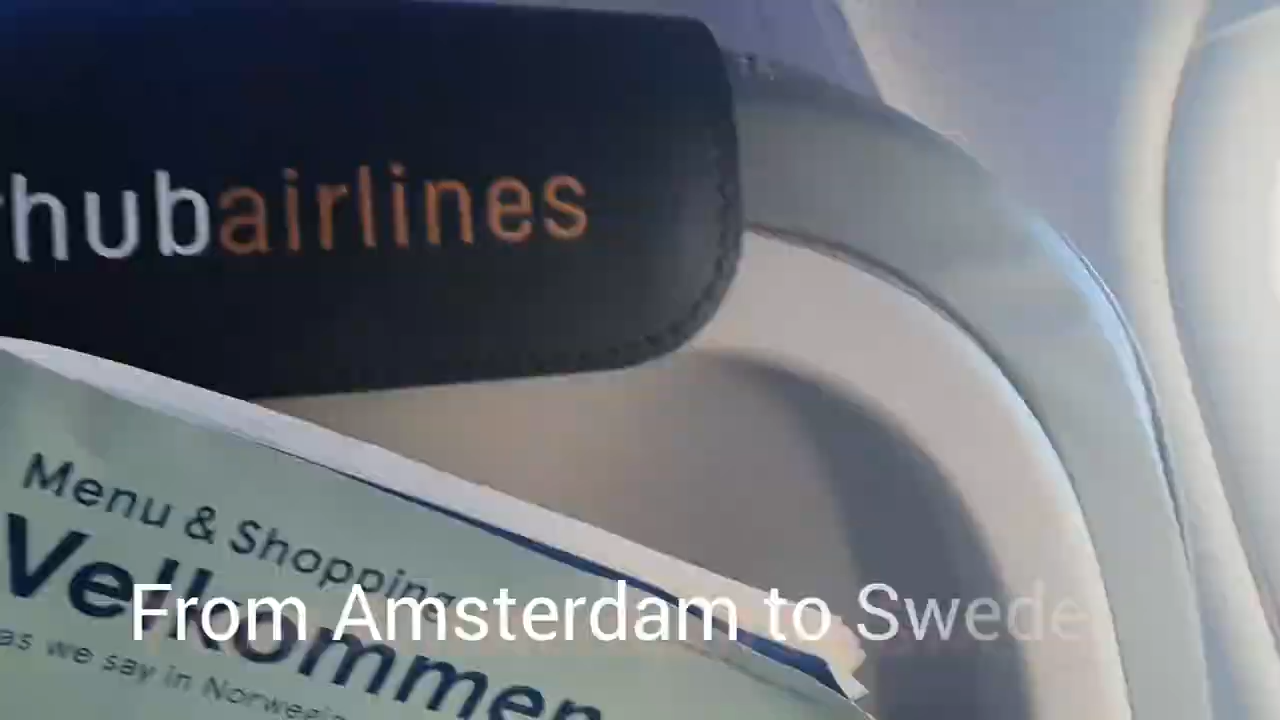 hubairlines
Menu & Shopping
Velkommen
as we say in Norwegian
From Amsterdam to Swede